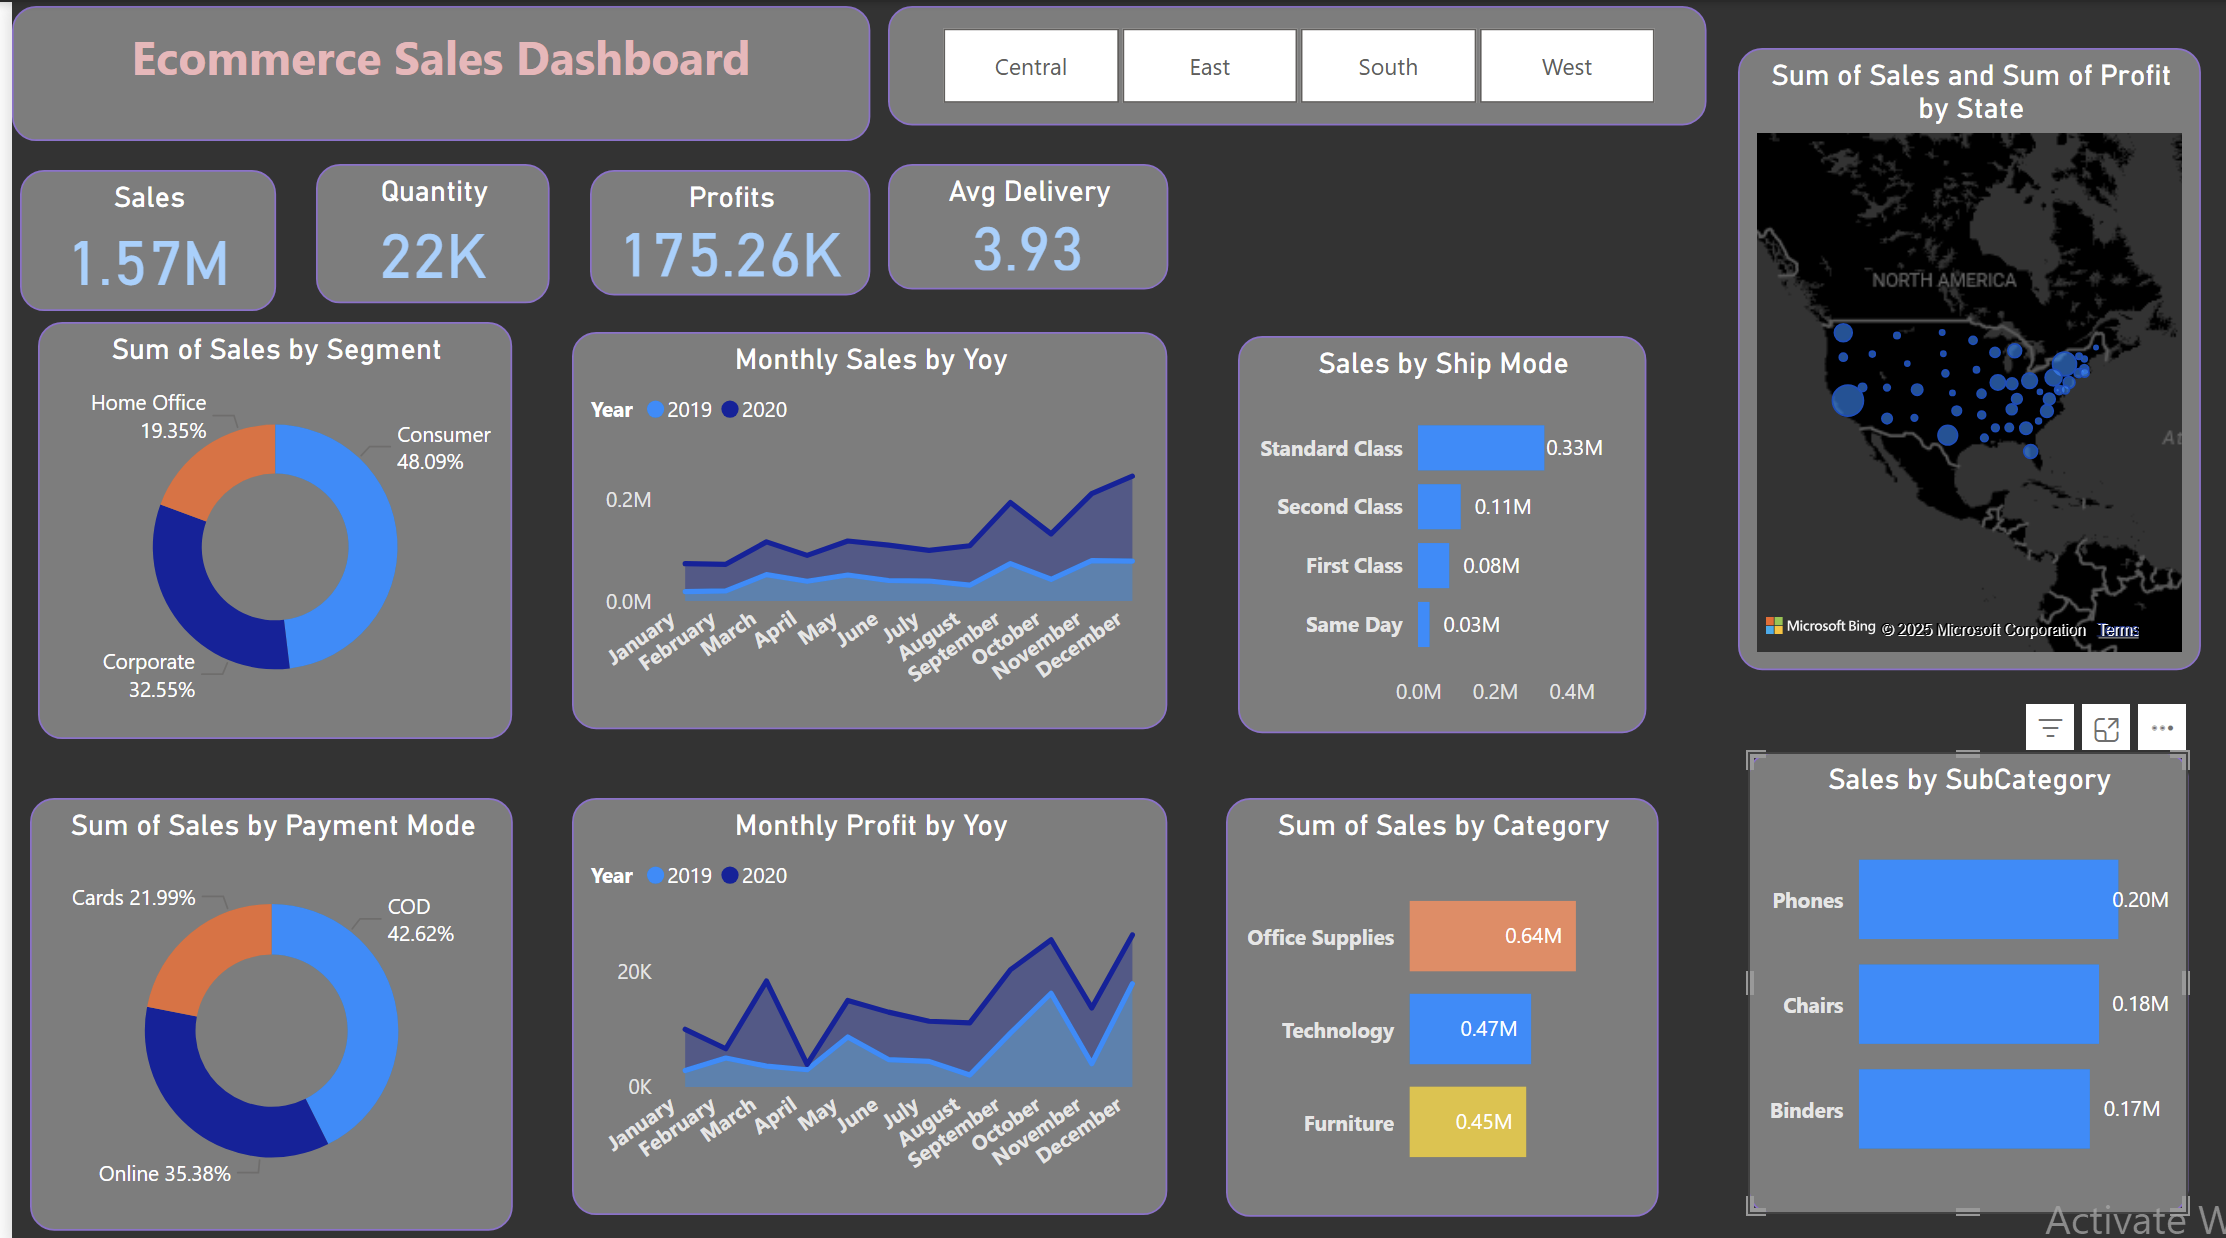 Ecommerce Sales Dashboard
Central
East
South
West
Sales
1.57M
Quantity
22K
Profits
175.26K
Avg Delivery
3.93
Sum of Sales and Sum of Profit
by State
NORTH AMERICA
At
Microsoft Bing
© 2025 Microsoft Corporation Terms
Sum of Sales by Segment
Home Office
19.35%
Consumer
48.09%
Corporate
32.55%
Monthly Sales by Yoy
Year 2019 2020
0.2M
0.0M
January
February
March
April
May
June
July
August
September
October
November
December
Sales by Ship Mode
Standard Class 0.33M
Second Class 0.11M
First Class 0.08M
Same Day 0.03M
0.0M 0.2M 0.4M
Sum of Sales by Payment Mode
Cards 21.99%
COD
42.62%
Online 35.38%
Monthly Profit by Yoy
Year 2019 2020
20K
0K
January
February
March
April
May
June
July
August
September
October
November
December
Sum of Sales by Category
Office Supplies 0.64M
Technology 0.47M
Furniture 0.45M
Sales by SubCategory
Phones 0.20M
Chairs 0.18M
Binders 0.17M
Activate W